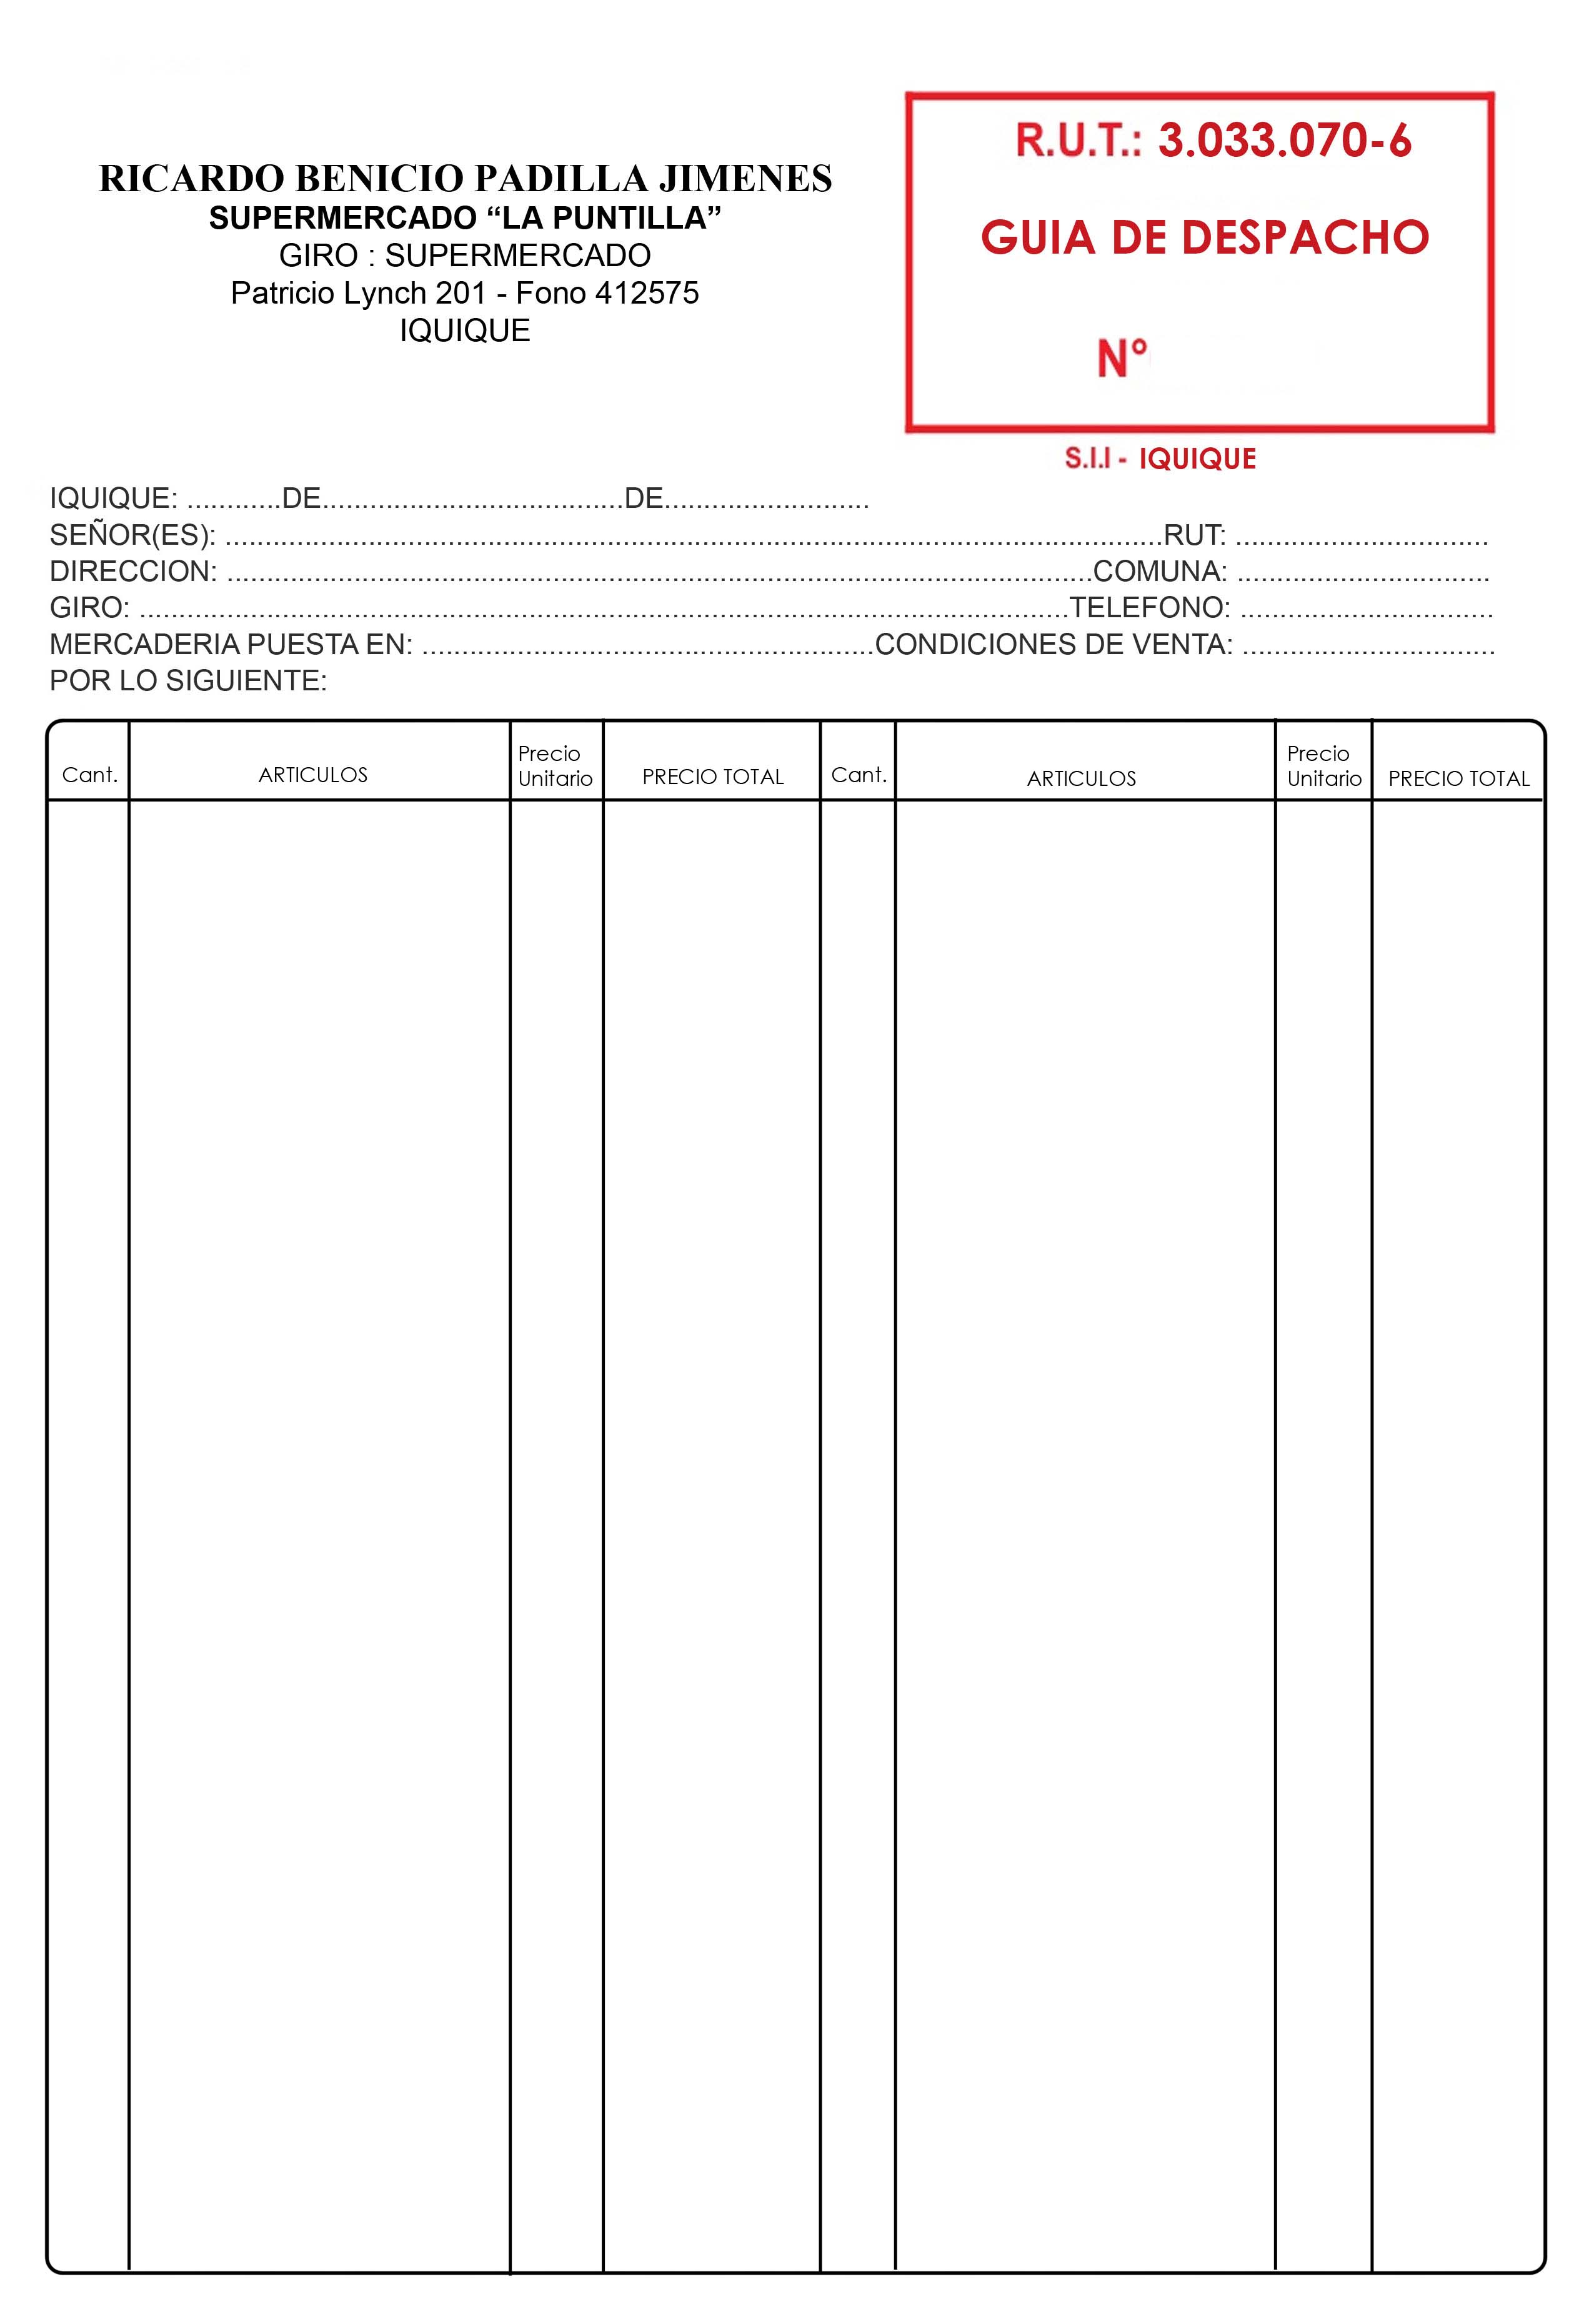 RICARDO BENICIO PADILLA JIMENES
SUPERMERCADO “LA PUNTILLA”
GIRO : SUPERMERCADO
Patricio Lynch 201 - Fono 412575
IQUIQUE
R.U.T.: 3.033.070-6
GUIA DE DESPACHO
N°
S.I.I - IQUIQUE
IQUIQUE: ............DE......................................DE..........................
SEÑOR(ES): ......................................................................................................................RUT: ................................
DIRECCION: .............................................................................................................COMUNA: ................................
GIRO: .....................................................................................................................TELEFONO: ................................
MERCADERIA PUESTA EN: .........................................................CONDICIONES DE VENTA: ................................
POR LO SIGUIENTE:
Cant. ARTICULOS Precio Unitario PRECIO TOTAL Cant. ARTICULOS Precio Unitario PRECIO TOTAL